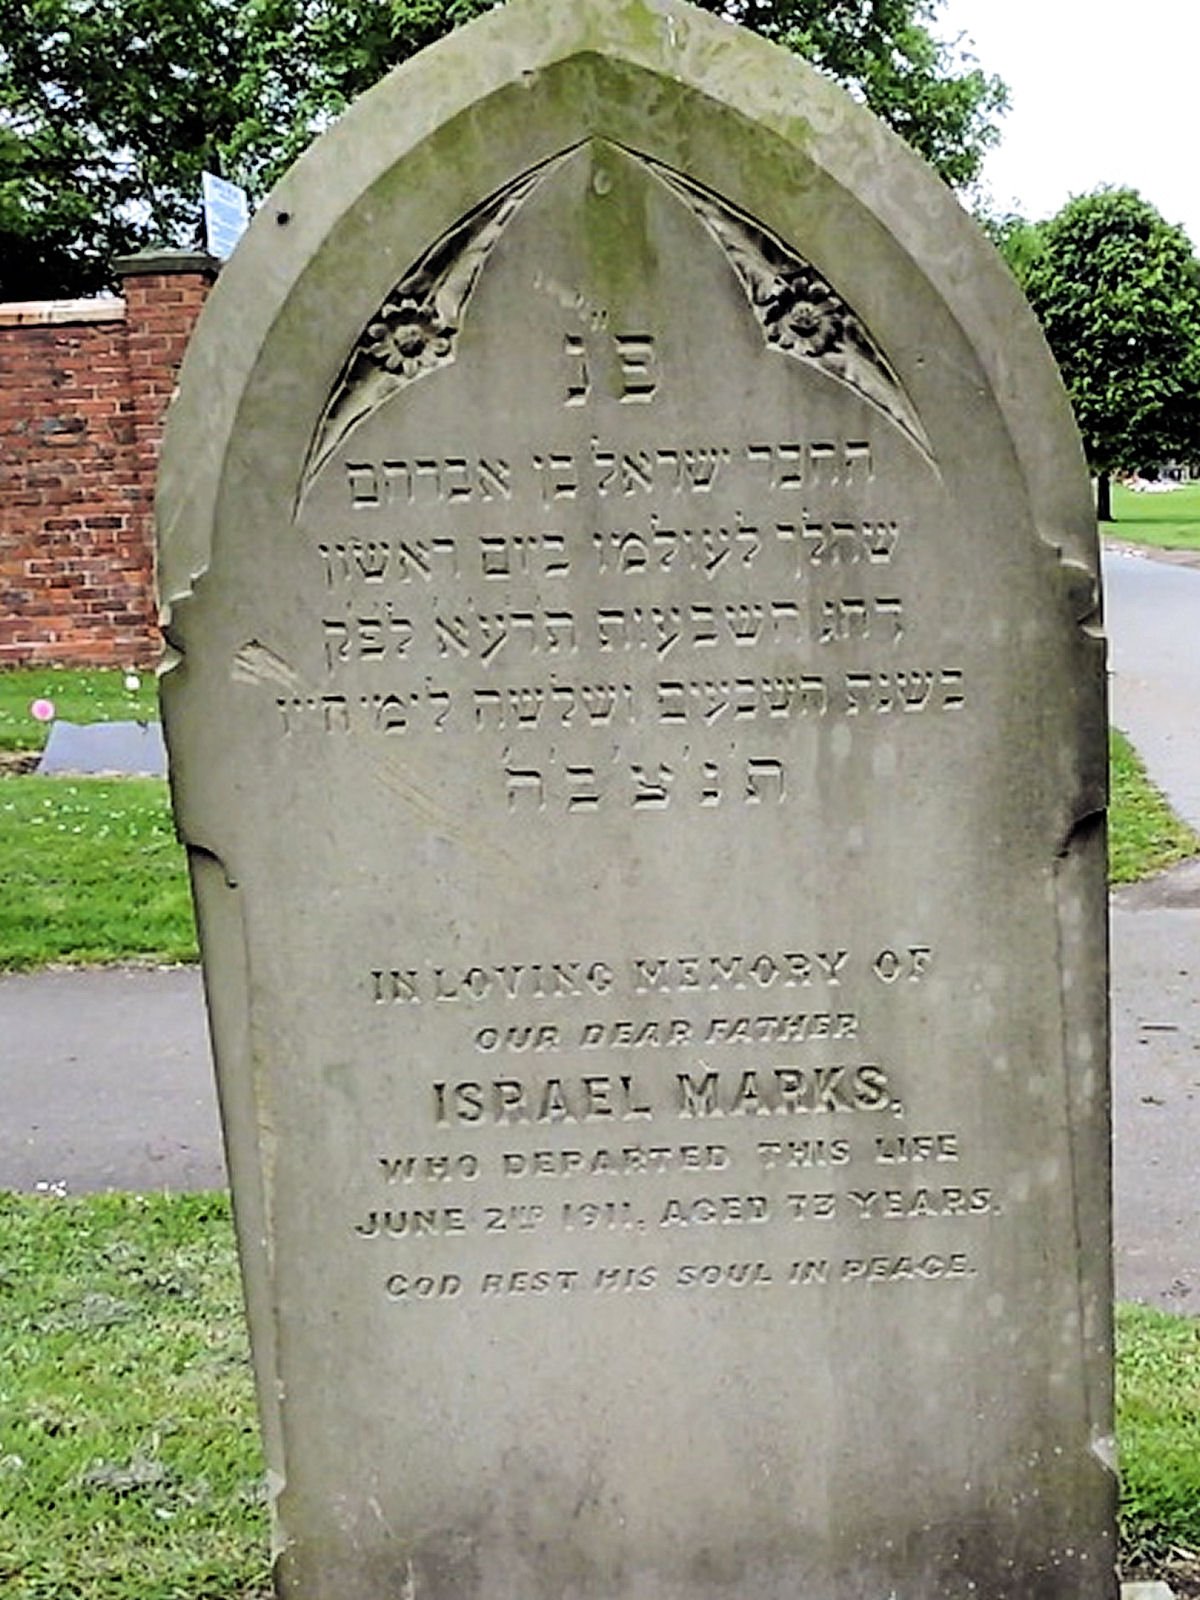 פ נ
החבר ישראל בן אברהם
שהלך לעולמו ביום ראשון
דחג השבעות תרעא לפק
בשנת השבעים ושלשה לימי חייו
ת'נ'צ'ב'ה'
IN LOVING MEMORY OF
OUR DEAR FATHER
ISRAEL MARKS.
WHO DEPARTED THIS LIFE
JUNE 2ND 1911, AGED 73 YEARS.
GOD REST HIS SOUL IN PEACE.